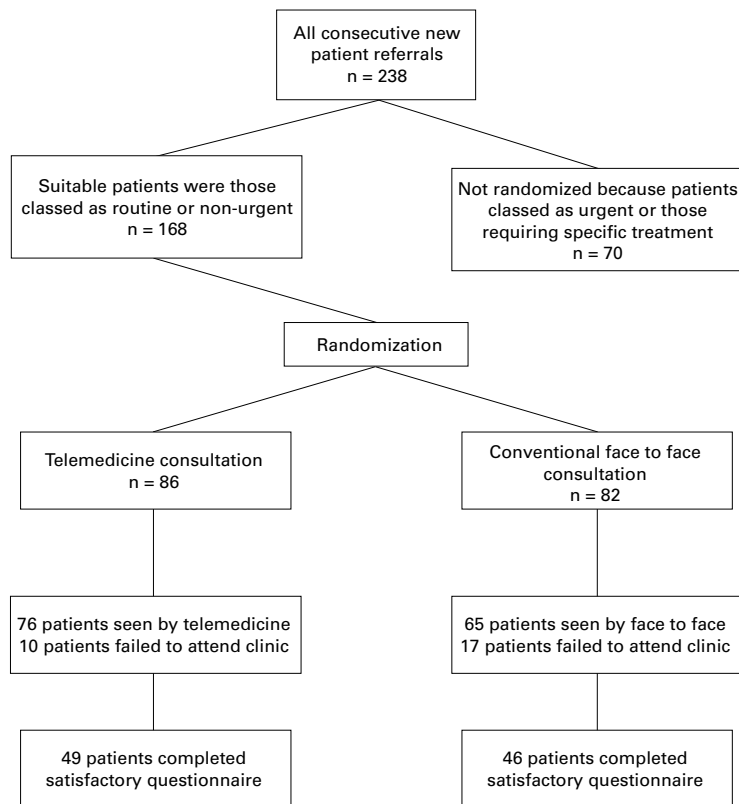 All consecutive new
patient referrals
n = 238
Suitable patients were those
classed as routine or non-urgent
n = 168
Not randomized because patients
classed as urgent or those
requiring specific treatment
n = 70
Randomization
Telemedicine consultation
n = 86
Conventional face to face
consultation
n = 82
76 patients seen by telemedicine
10 patients failed to attend clinic
65 patients seen by face to face
17 patients failed to attend clinic
49 patients completed
satisfactory questionnaire
46 patients completed
satisfactory questionnaire